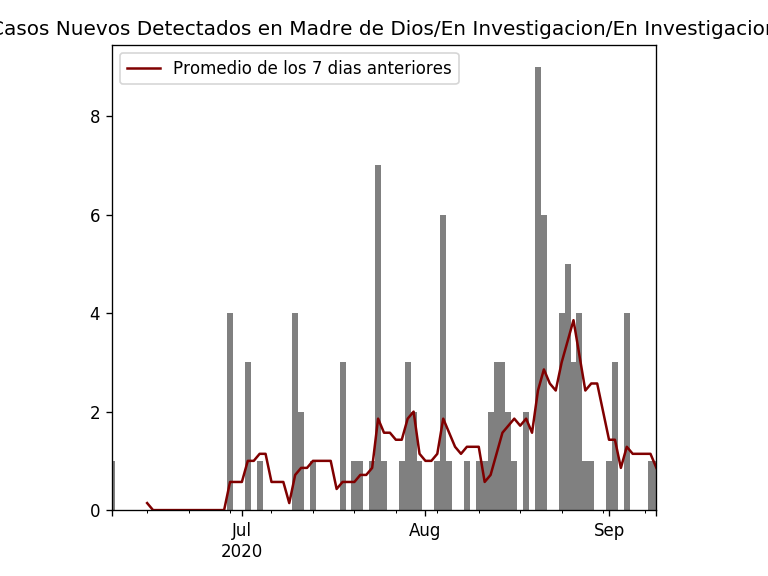 Casos Nuevos Detectados en Madre de Dios/En Investigacion/En Investigacion
Promedio de los 7 dias anteriores
8
6
4
2
0
Jul
Aug
Sep
2020